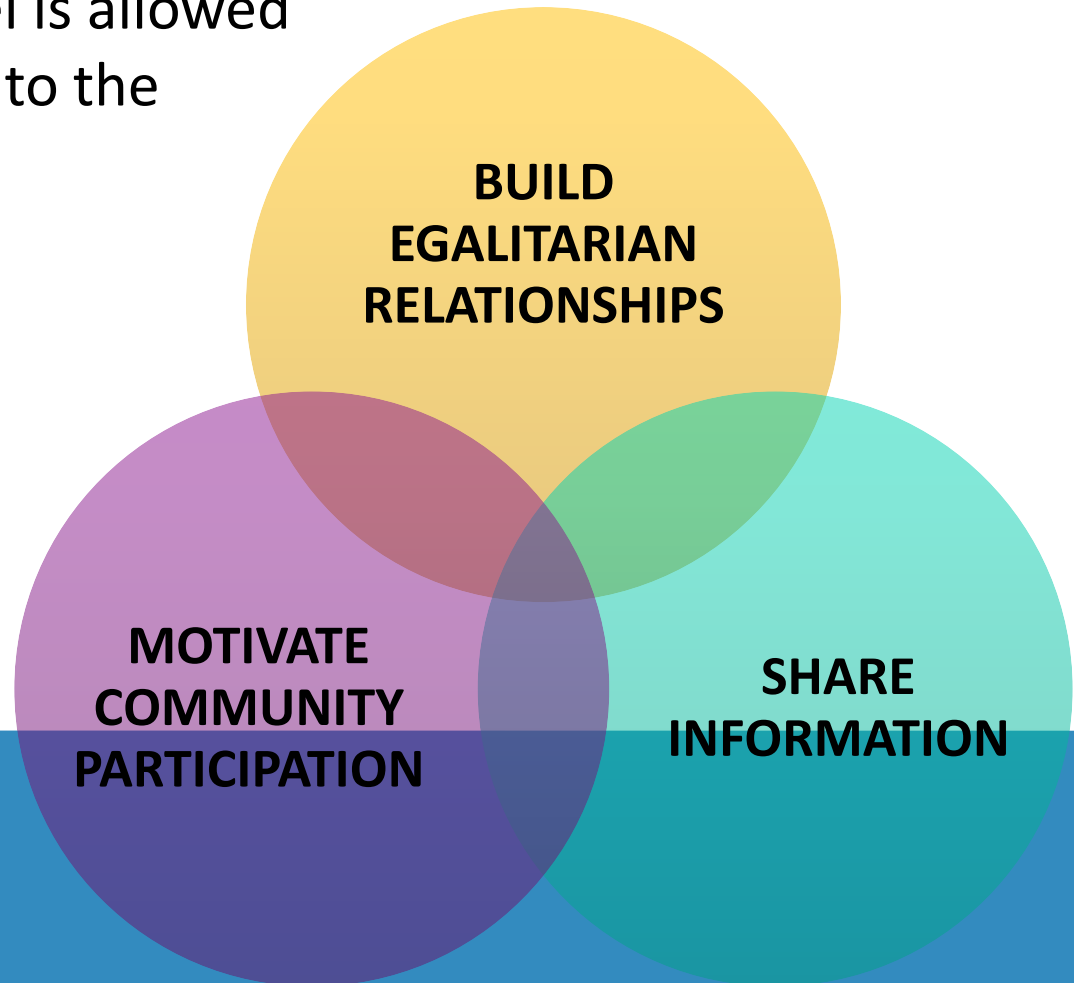 is allowed
to the
BUILD
EGALITARIAN
RELATIONSHIPS
MOTIVATE
COMMUNITY
PARTICIPATION
SHARE
INFORMATION